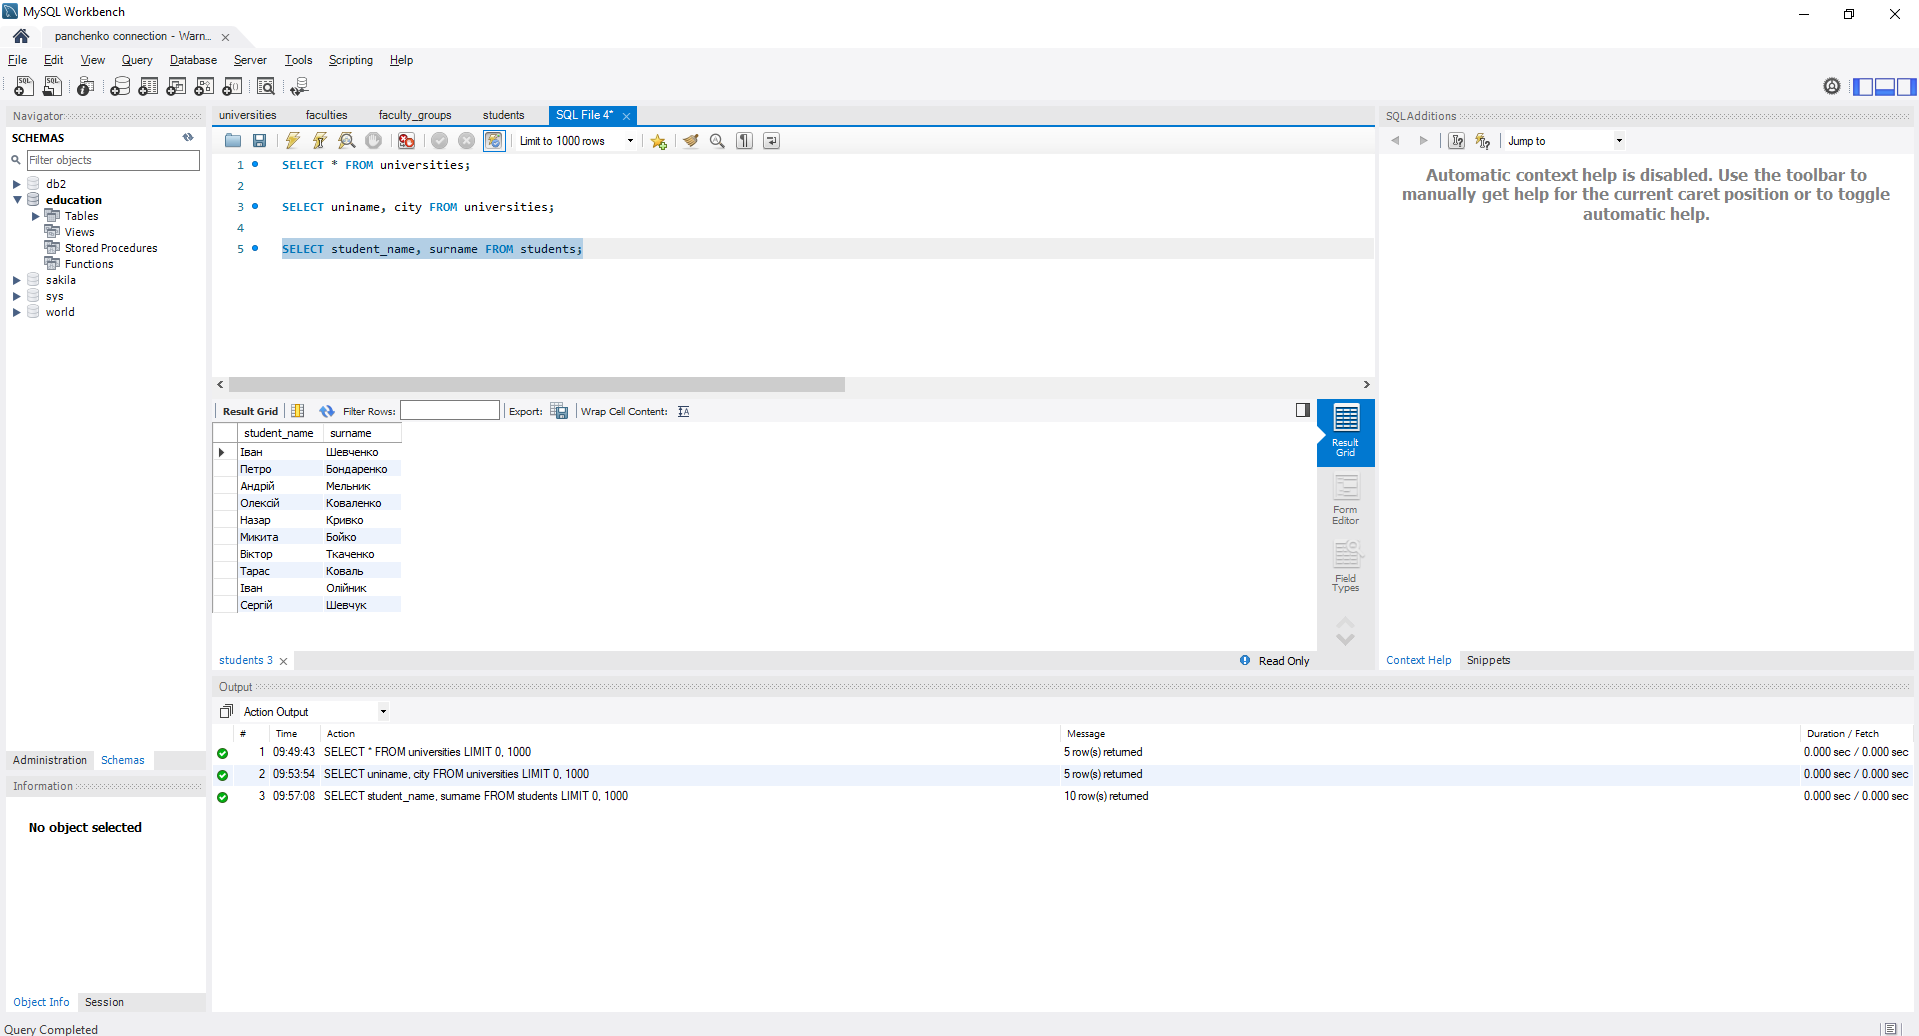 MySQL Workbench
panchenko connection - Warn...
File Edit View Query Database Server Tools Scripting Help
Navigator
SCHEMAS
Filter objects
db2
education
Tables
Views
Stored Procedures
Functions
sakila
sys
world
Administration Schemas
Information
No object selected
Object Info Session
universities faculties faculty_groups students SQL File 4*
Limit to 1000 rows
1 SELECT * FROM universities;
2
3 SELECT uniname, city FROM universities;
4
5 SELECT student_name, surname FROM students;
Result Grid Filter Rows: Export: Wrap Cell Content:
student_name surname
Іван Шевченко
Петро Бондаренко
Андрій Мельник
Олексій Коваленко
Назар Кривко
Микита Бойко
Віктор Ткаченко
Тарас Коваль
Іван Олійник
Сергій Шевчук
Result
Grid
Form
Editor
Field
Types
students 3
Read Only
SQLAdditions
Jump to
Automatic context help is disabled. Use the toolbar to
manually get help for the current caret position or to toggle
automatic help.
Context Help Snippets
Output
Action Output
# Time Action Message Duration / Fetch
1 09:49:43 SELECT * FROM universities LIMIT 0, 1000 5 row(s) returned 0.000 sec / 0.000 sec
2 09:53:54 SELECT uniname, city FROM universities LIMIT 0, 1000 5 row(s) returned 0.000 sec / 0.000 sec
3 09:57:08 SELECT student_name, surname FROM students LIMIT 0, 1000 10 row(s) returned 0.000 sec / 0.000 sec
Query Completed